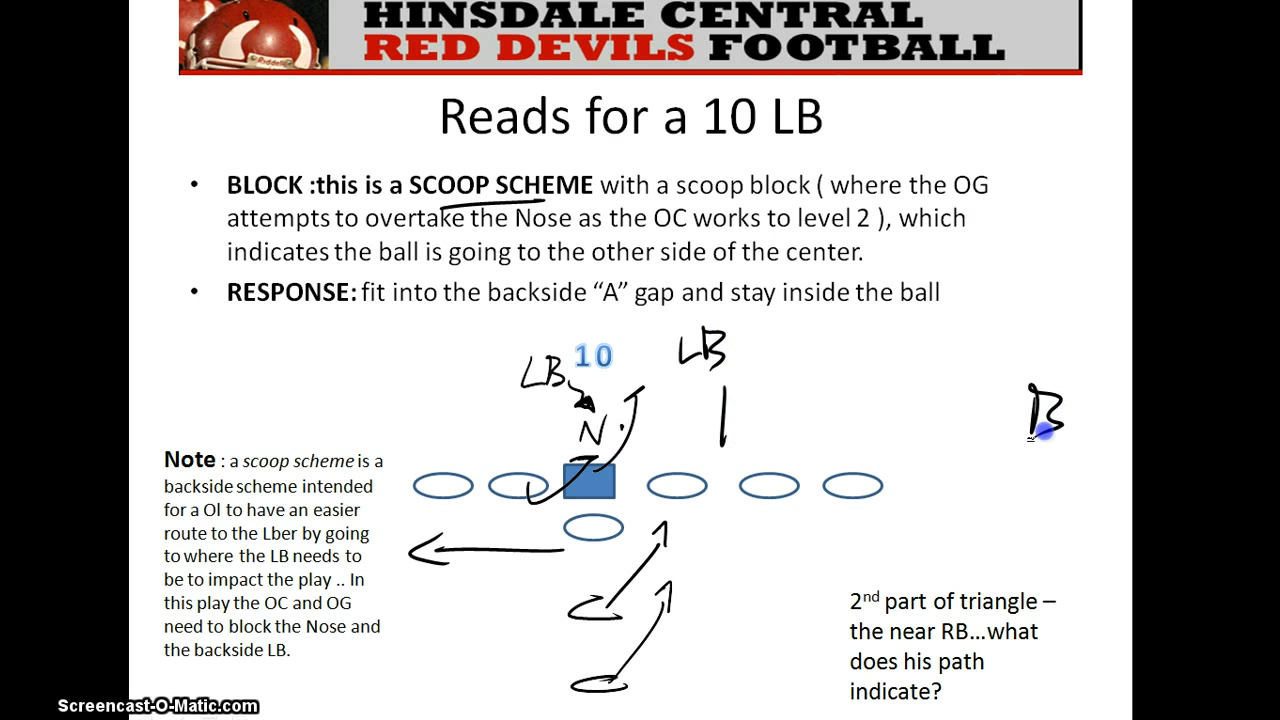 HINSDALE CENTRAL
RED DEVILS FOOTBALL
Riddell
Reads for a 10 LB
• BLOCK :this is a SCOOP SCHEME with a scoop block ( where the OG
attempts to overtake the Nose as the OC works to level 2 ), which
indicates the ball is going to the other side of the center.
• RESPONSE: fit into the backside “A” gap and stay inside the ball
LB
10
LB
N
B
Note : a scoop scheme is a
backside scheme intended
for a Ol to have an easier
route to the Lber by going
to where the LB needs to
be to impact the play .. In
this play the OC and OG
need to block the Nose and
the backside LB.
2nd part of triangle –
the near RB…what
does his path
indicate?
Screencast-O-Matic.com